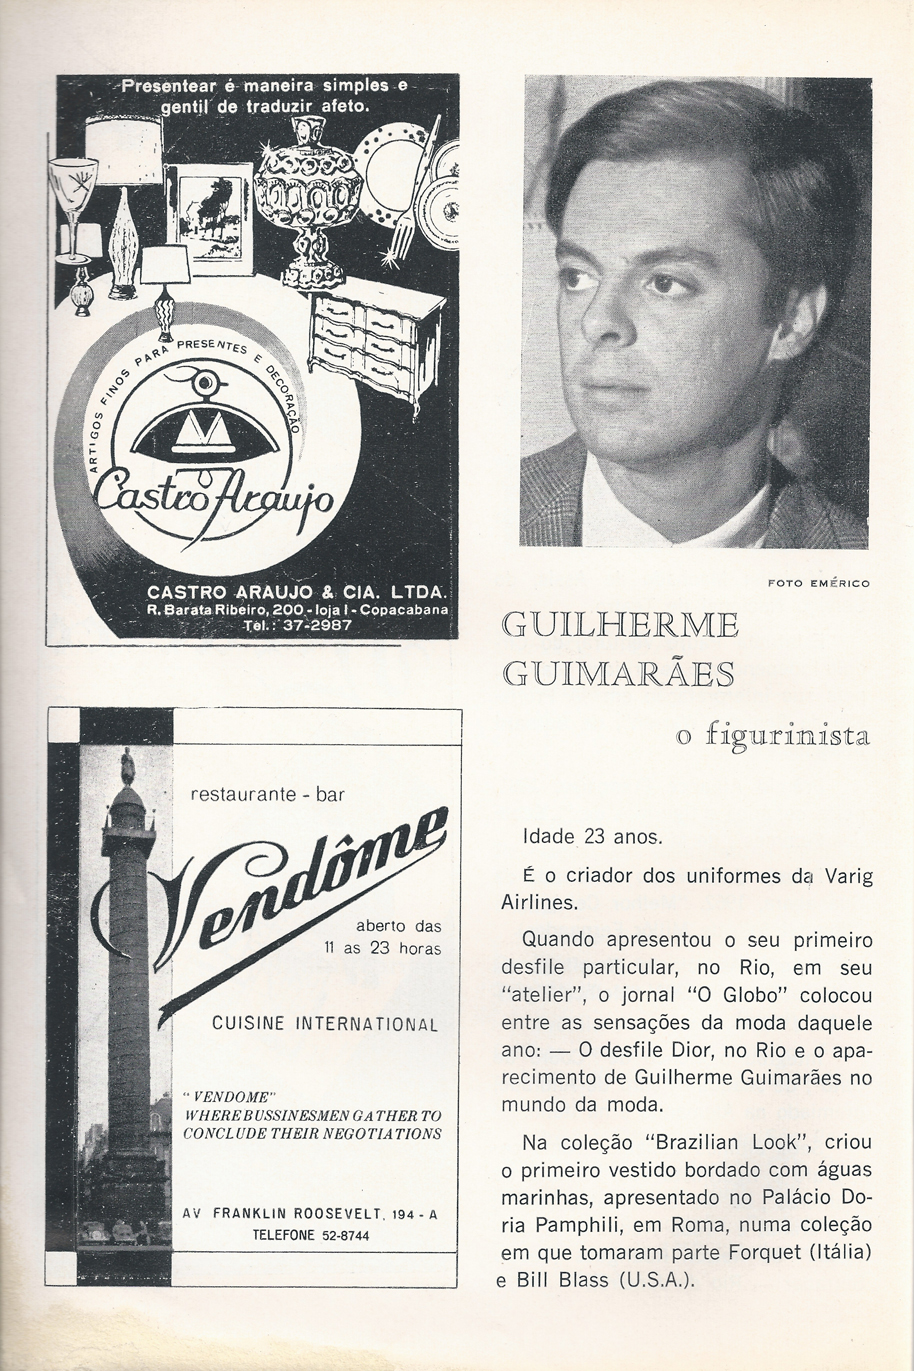 Presentear é maneira simples e
gentil de traduzir afeto.
ARTIGOS FINOS PARA PRESENTES E DECORAÇÃO
Castro Araujo
CASTRO ARAUJO & CIA. LTDA.
R. Barata Ribeiro, 200 - loja I - Copacabana
Tel.: 37-2987
restaurante - bar
Vendôme
aberto das
11 as 23 horas
CUISINE INTERNATIONAL
“ VENDOME”
WHERE BUSSINESMEN GATHER TO
CONCLUDE THEIR NEGOTIATIONS
AV FRANKLIN ROOSEVELT, 194 - A
TELEFONE 52-8744
FOTO EMÉRICO
GUILHERME
GUIMARÃES
o figurinista
Idade 23 anos.
É o criador dos uniformes da Varig
Airlines.
Quando apresentou o seu primeiro
desfile particular, no Rio, em seu
“atelier”, o jornal “O Globo” colocou
entre as sensações da moda daquele
ano: — O desfile Dior, no Rio e o apa-
recimento de Guilherme Guimarães no
mundo da moda.
Na coleção “Brazilian Look”, criou
o primeiro vestido bordado com águas
marinhas, apresentado no Palácio Do-
ria Pamphili, em Roma, numa coleção
em que tomaram parte Forquet (Itália)
e Bill Blass (U.S.A.).